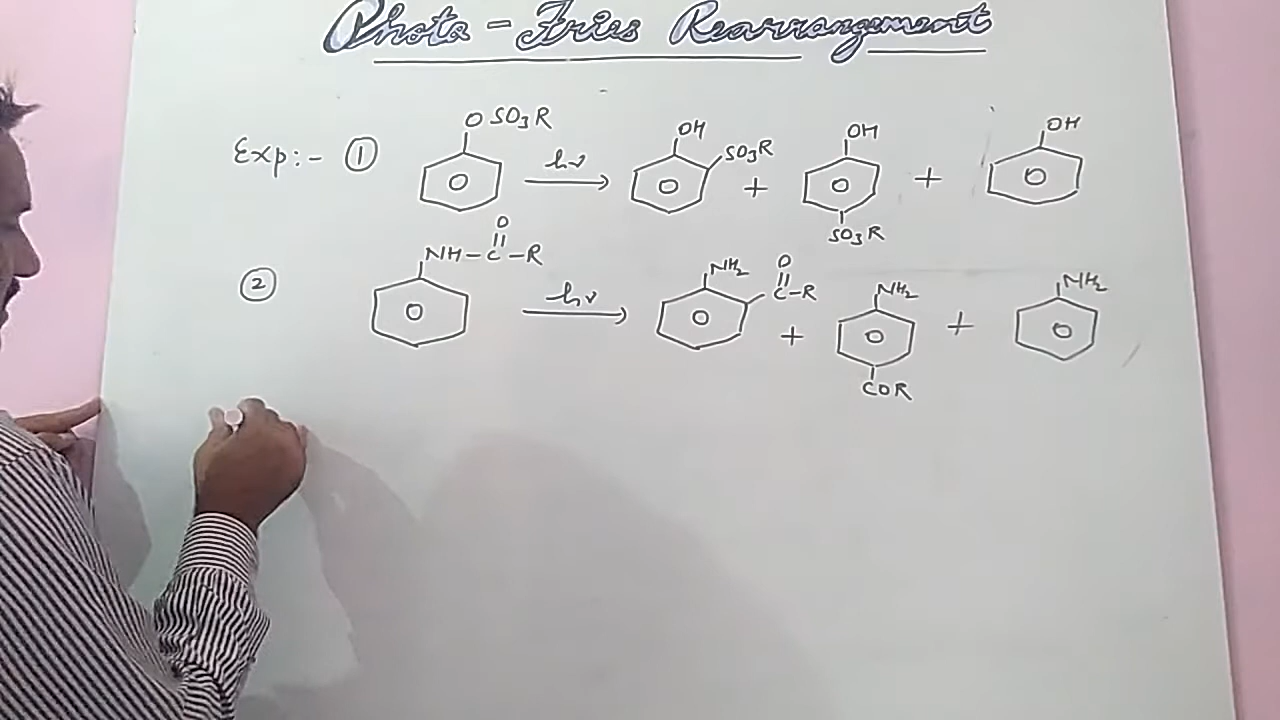 Photo - Fries Rearrangement
Exp:- ① OSO₃R hν OH SO₃R + OH SO₃R + OH
② NH-C-R O hν NH₂ C-R O + NH₂ COR + NH₂